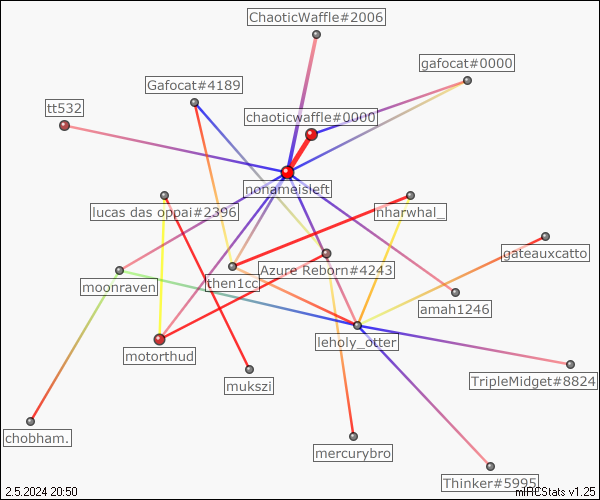 ChaoticWaffle#2006
gafocat#0000
Gafocat#4189
tt532
chaoticwaffle#0000
nonameisleft
lucas das oppai#2396
nharwhal_
gateauxcatto
Azure Reborn#4243
moonraven
then1cc
amah1246
leholy_otter
motorthud
TripleMidget#8824
mukszi
chobham.
mercurybro
Thinker#5995
2.5.2024 20:50
mIRCStats v1.25